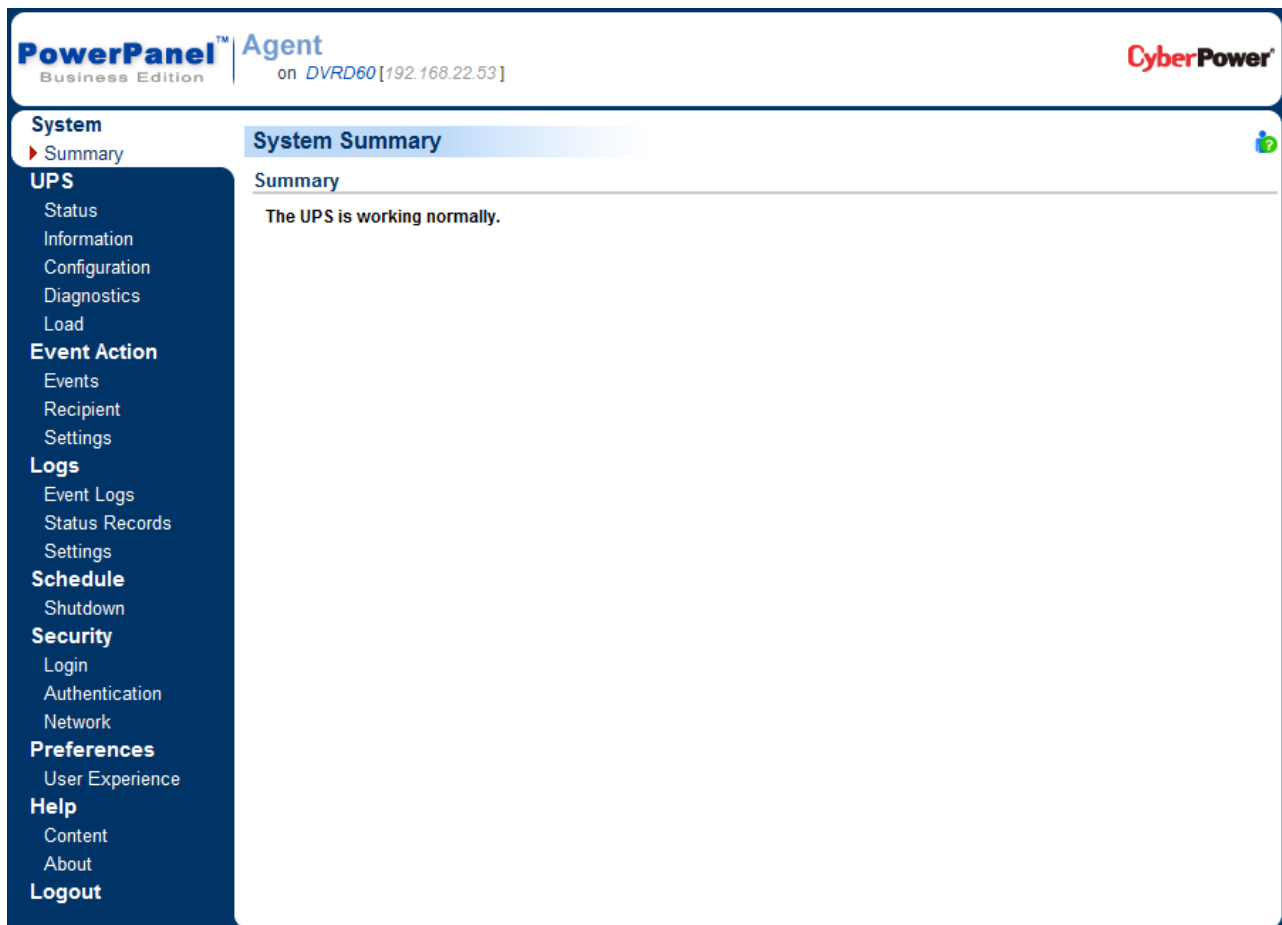 PowerPanel™ Agent
Business Edition on DVRD60 [192.168.22.53]
CyberPower®
System
Summary
UPS
Status
Information
Configuration
Diagnostics
Load
Event Action
Events
Recipient
Settings
Logs
Event Logs
Status Records
Settings
Schedule
Shutdown
Security
Login
Authentication
Network
Preferences
User Experience
Help
Content
About
Logout
System Summary
Summary
The UPS is working normally.